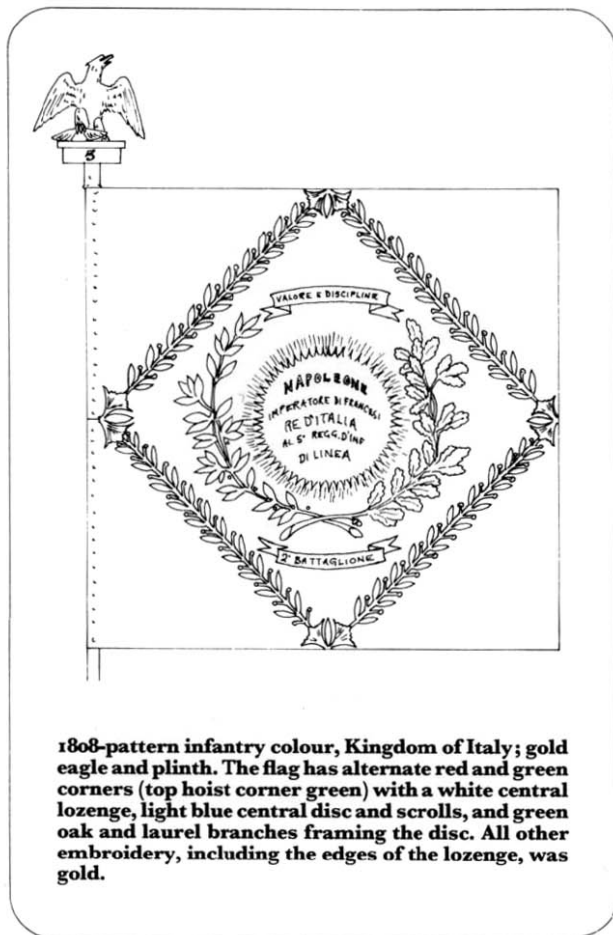 5
VALORE E DISCIPLINE
NAPOLEONE
IMPERATORE DI FRANCESI
RE D'ITALIA
AL 5° REGG. D'INF
DI LINEA
2° BATTAGLIONE
1808-pattern infantry colour, Kingdom of Italy; gold
eagle and plinth. The flag has alternate red and green
corners (top hoist corner green) with a white central
lozenge, light blue central disc and scrolls, and green
oak and laurel branches framing the disc. All other
embroidery, including the edges of the lozenge, was
gold.